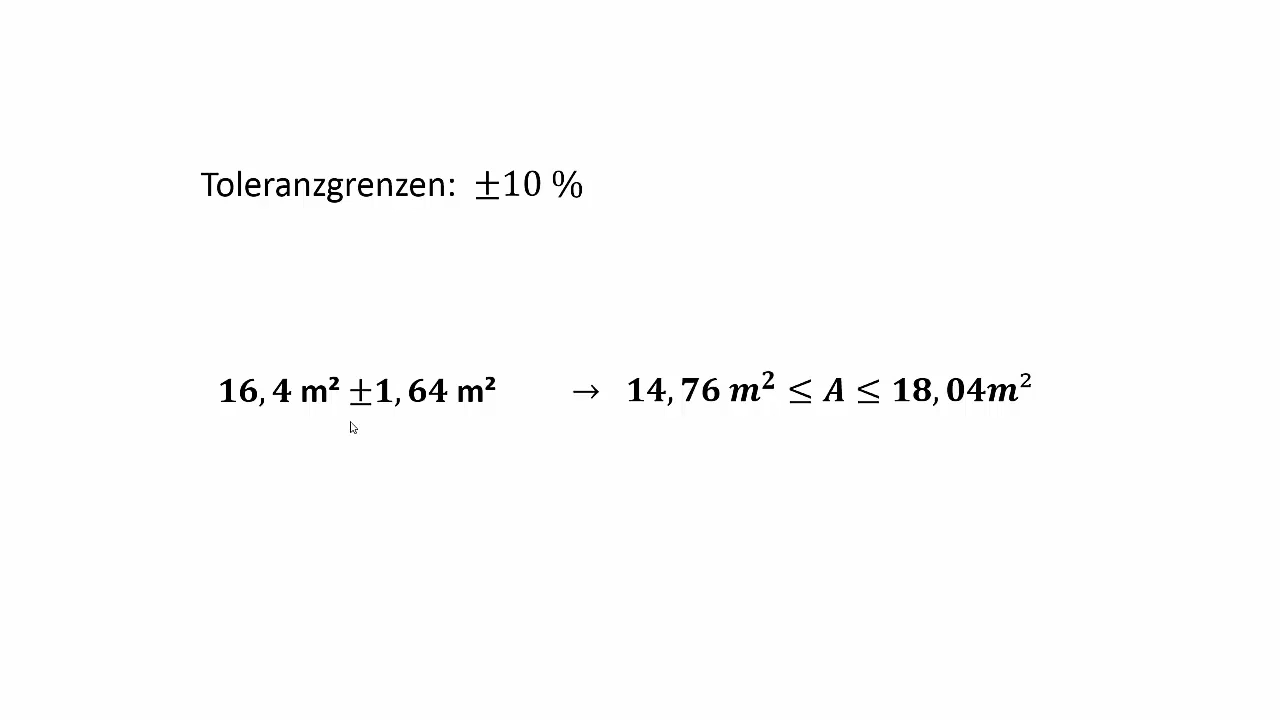 Toleranzgrenzen: ±10 %
16,4 m² ±1,64 m² → 14,76 m² ≤ A ≤ 18,04m²